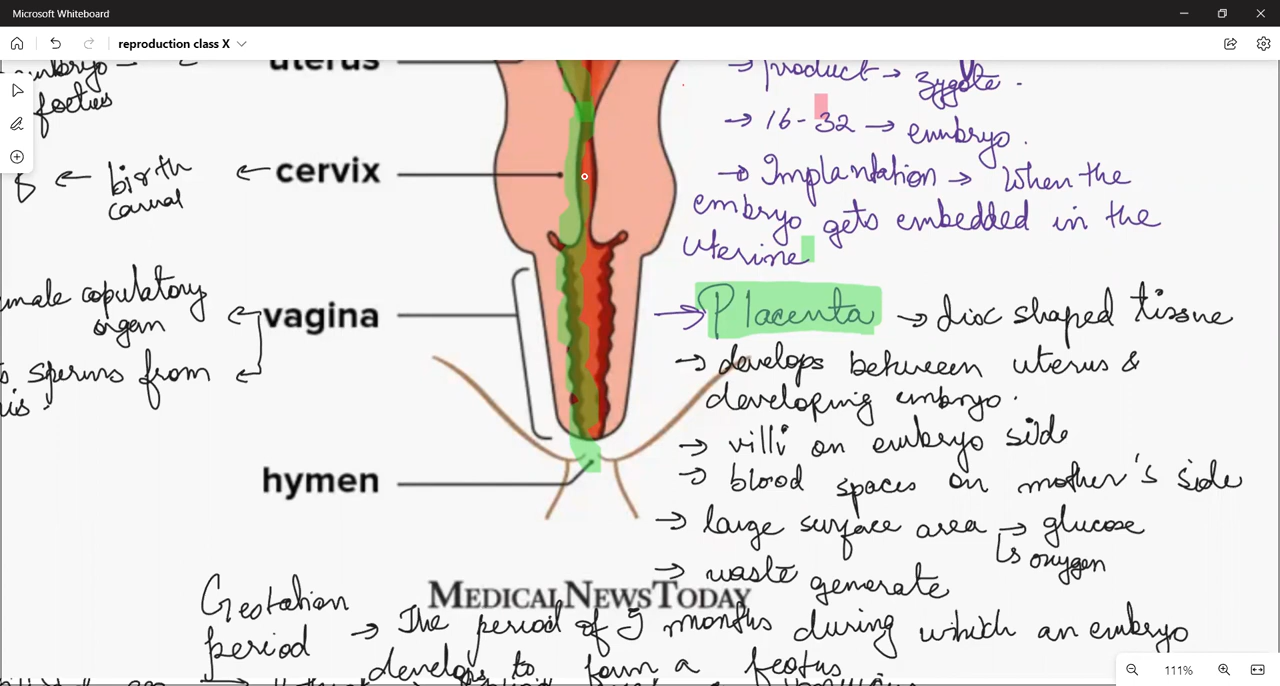 Microsoft Whiteboard
reproduction class X
embryo
foetus
uterus
cervix
← birth canal
male copulatory organ
vagina
sperms from
hymen
→ product → zygote .
→ 16-32 → embryo .
→ Implantation → When the
embryo gets embedded in the
uterine
→ Placenta → disc shaped tissue
→ develops between uterus &
developing embryo .
→ villi on embryo side
→ blood spaces on mother's side
→ large surface area → glucose
↳ oxygen
→ waste generate
MEDICALNEWSTODAY
Gestation period → The period of 9 months during which an embryo
develops to form a foetus
111%